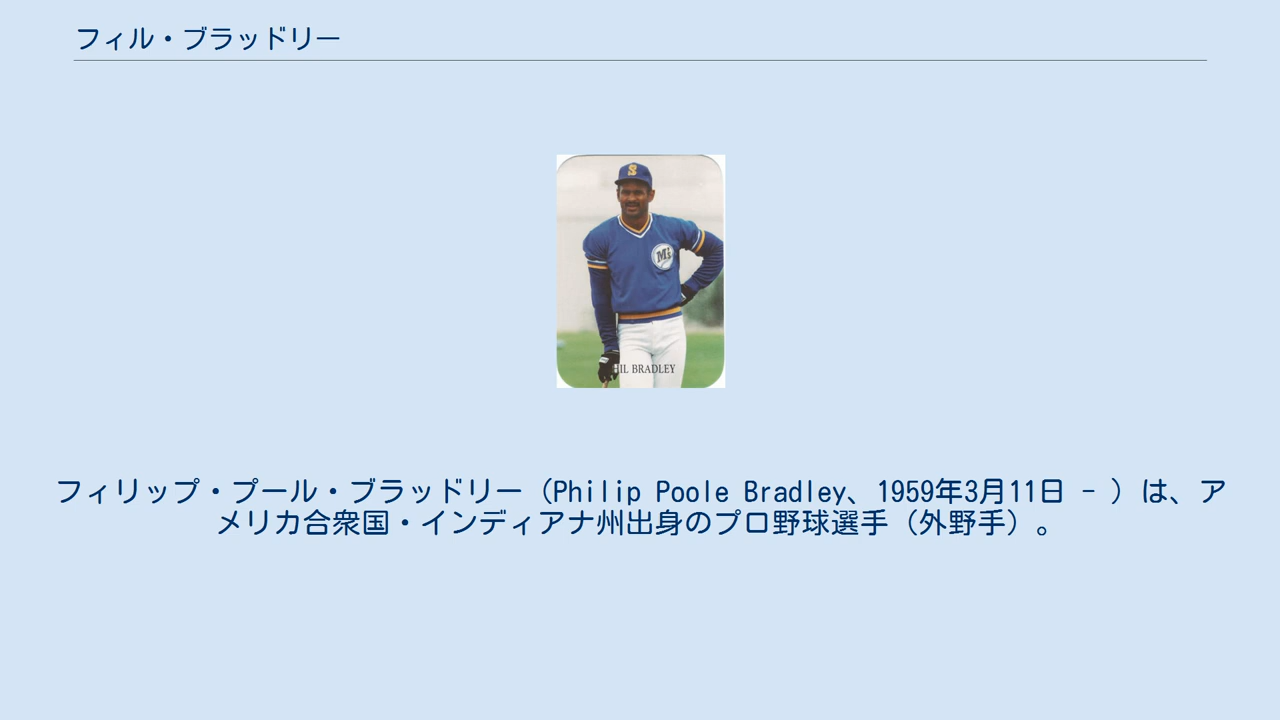 フィル・ブラッドリー
S
M's
HIL BRADLEY
フィリップ・プール・ブラッドリー（Philip Poole Bradley、1959年3月11日 - ）は、ア
メリカ合衆国・インディアナ州出身のプロ野球選手（外野手）。